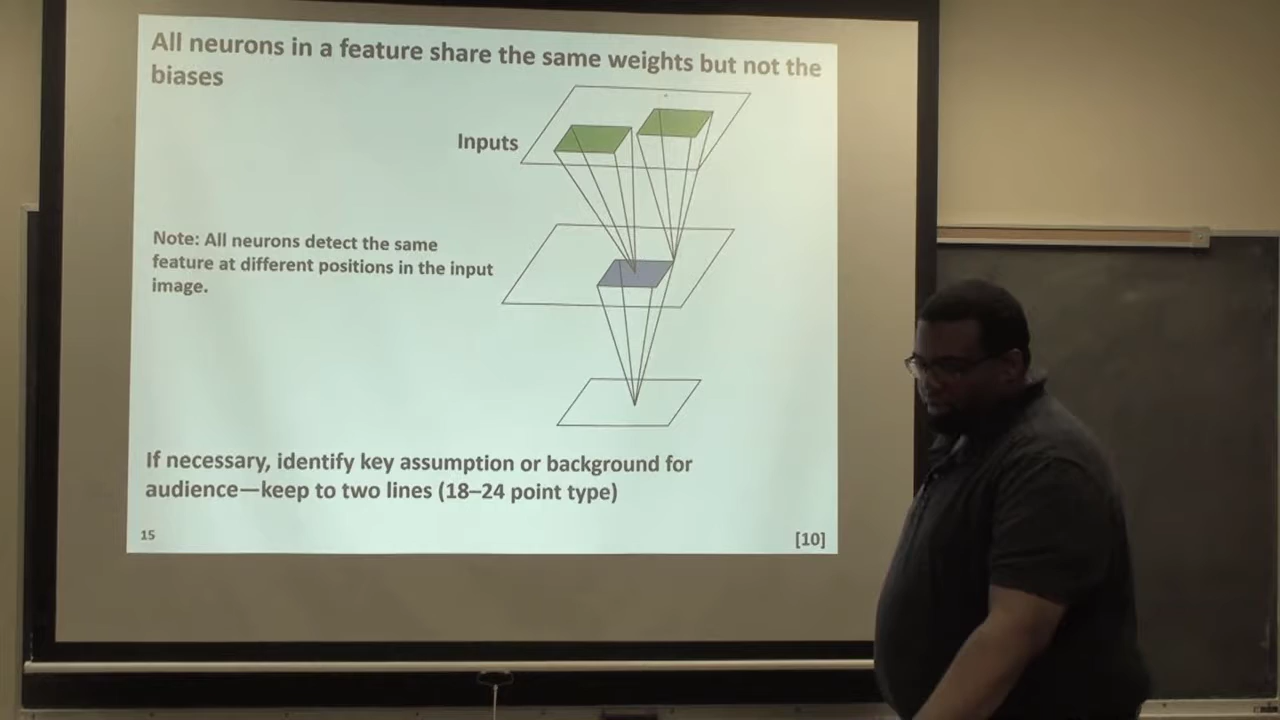 All neurons in a feature share the same weights but not the
biases
Inputs
Note: All neurons detect the same
feature at different positions in the input
image.
If necessary, identify key assumption or background for
audience—keep to two lines (18–24 point type)
15
[10]